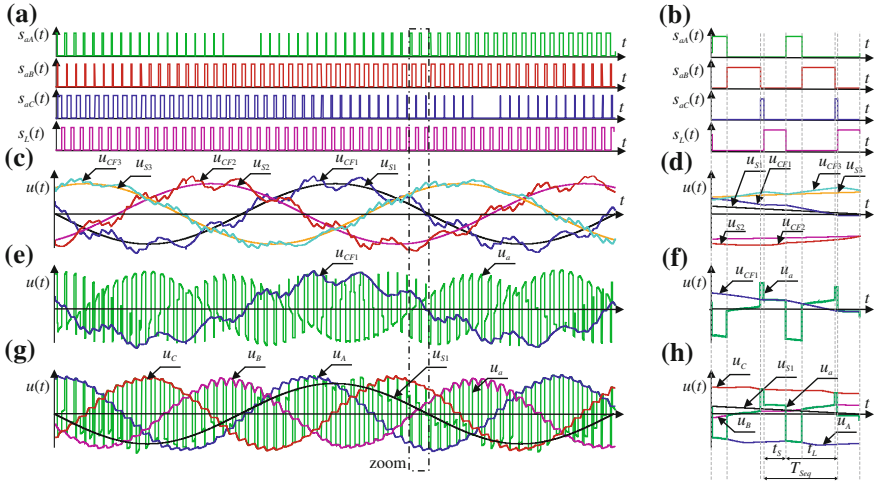 (a)
s_aA(t)
t
s_aB(t)
t
s_aC(t)
t
s_L(t)
t
(b)
s_aA(t)
t
s_aB(t)
t
s_aC(t)
t
s_L(t)
t
(c)
u_CF3 u_S3 u_CF2 u_S2 u_CF1 u_S1
u(t)
t
(d)
u_S1 u_CF1 u_CF3 u_S3
u(t)
t
u_S2 u_CF2
(e)
u_CF1 u_a
u(t)
t
(f)
u_CF1 u_a
u(t)
t
(g)
u_C u_B u_A u_S1 u_a
u(t)
t
zoom
(h)
u_C u_S1 u_a
u(t)
t
u_B u_A
t_S t_L
T_Seq